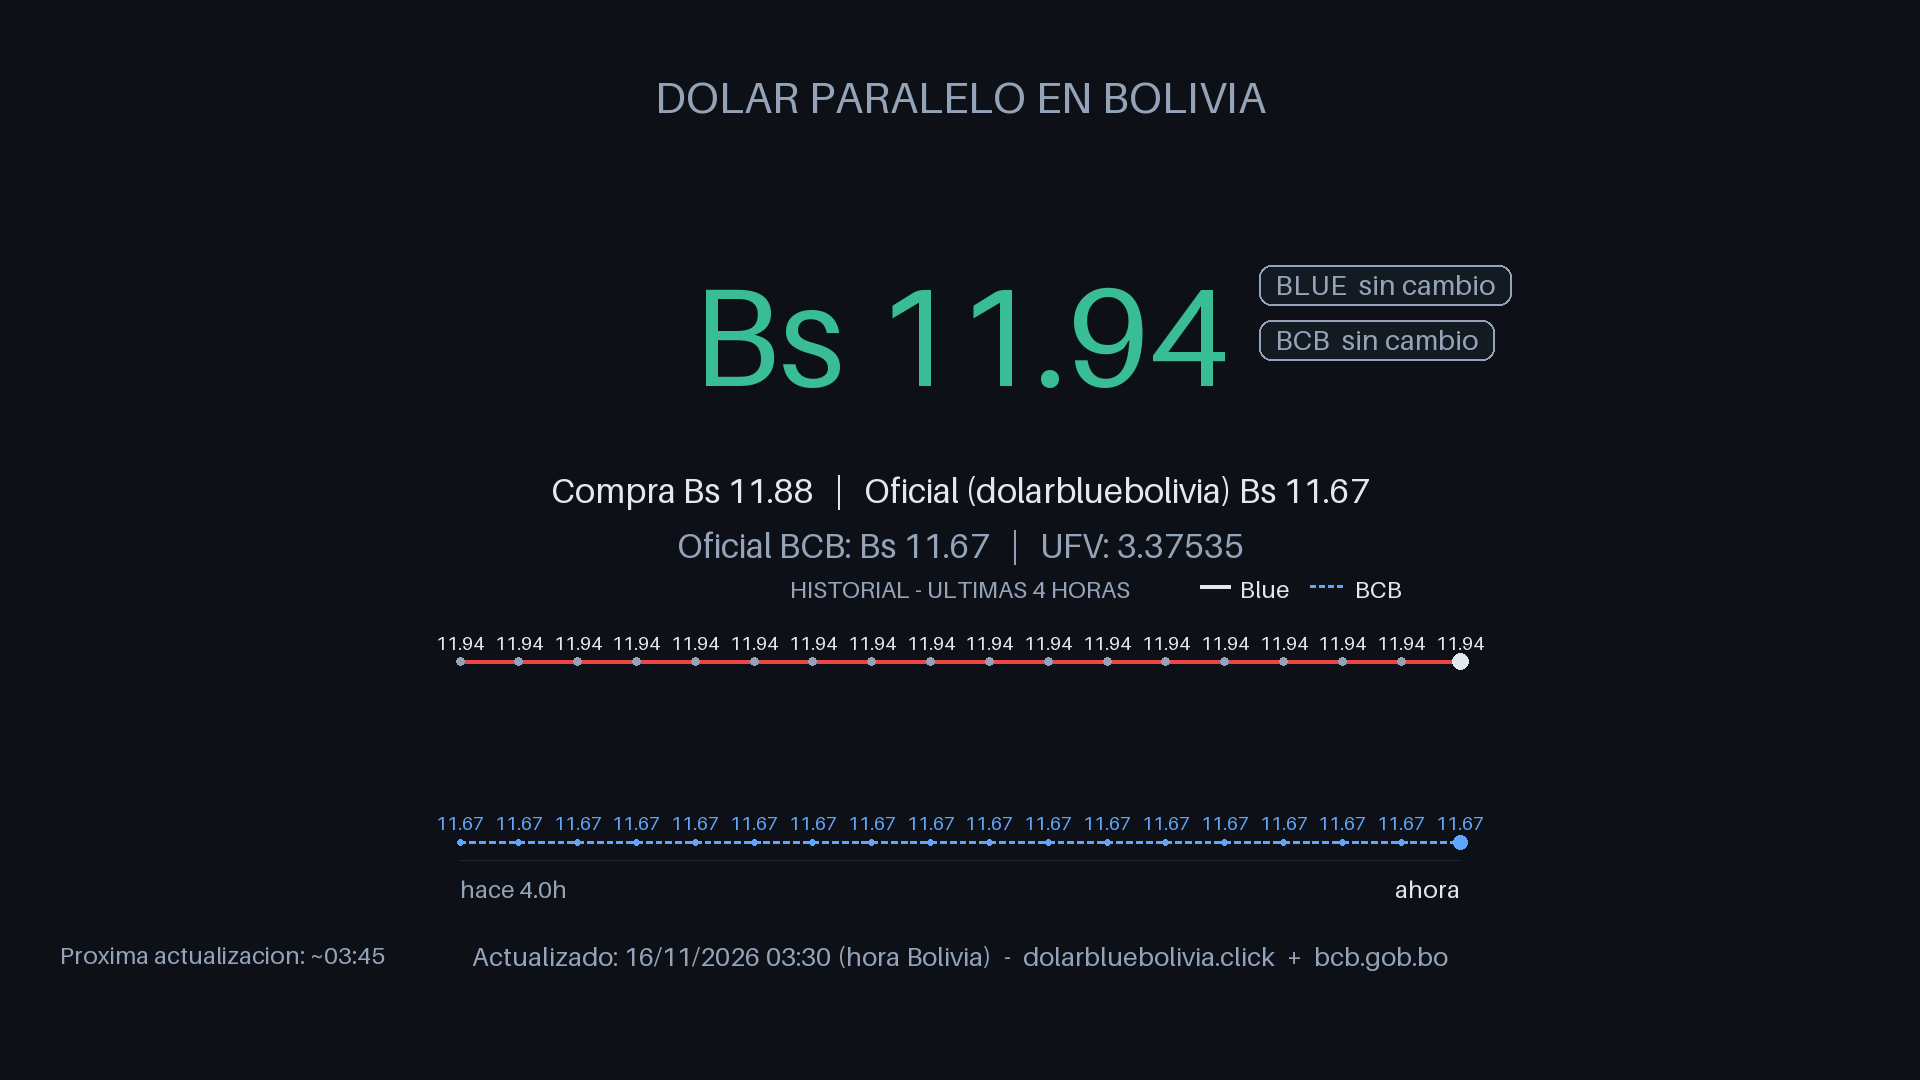 DOLAR PARALELO EN BOLIVIA
Bs 11.94
BLUE sin cambio
BCB sin cambio
Compra Bs 11.88 | Oficial (dolarbluebolivia) Bs 11.67
Oficial BCB: Bs 11.67 | UFV: 3.37535
HISTORIAL - ULTIMAS 4 HORAS Blue BCB
11.94 11.94 11.94 11.94 11.94 11.94 11.94 11.94 11.94 11.94 11.94 11.94 11.94 11.94 11.94 11.94 11.94 11.94
11.67 11.67 11.67 11.67 11.67 11.67 11.67 11.67 11.67 11.67 11.67 11.67 11.67 11.67 11.67 11.67 11.67 11.67
hace 4.0h ahora
Proxima actualizacion: ~03:45 Actualizado: 16/11/2026 03:30 (hora Bolivia) - dolarbluebolivia.click + bcb.gob.bo